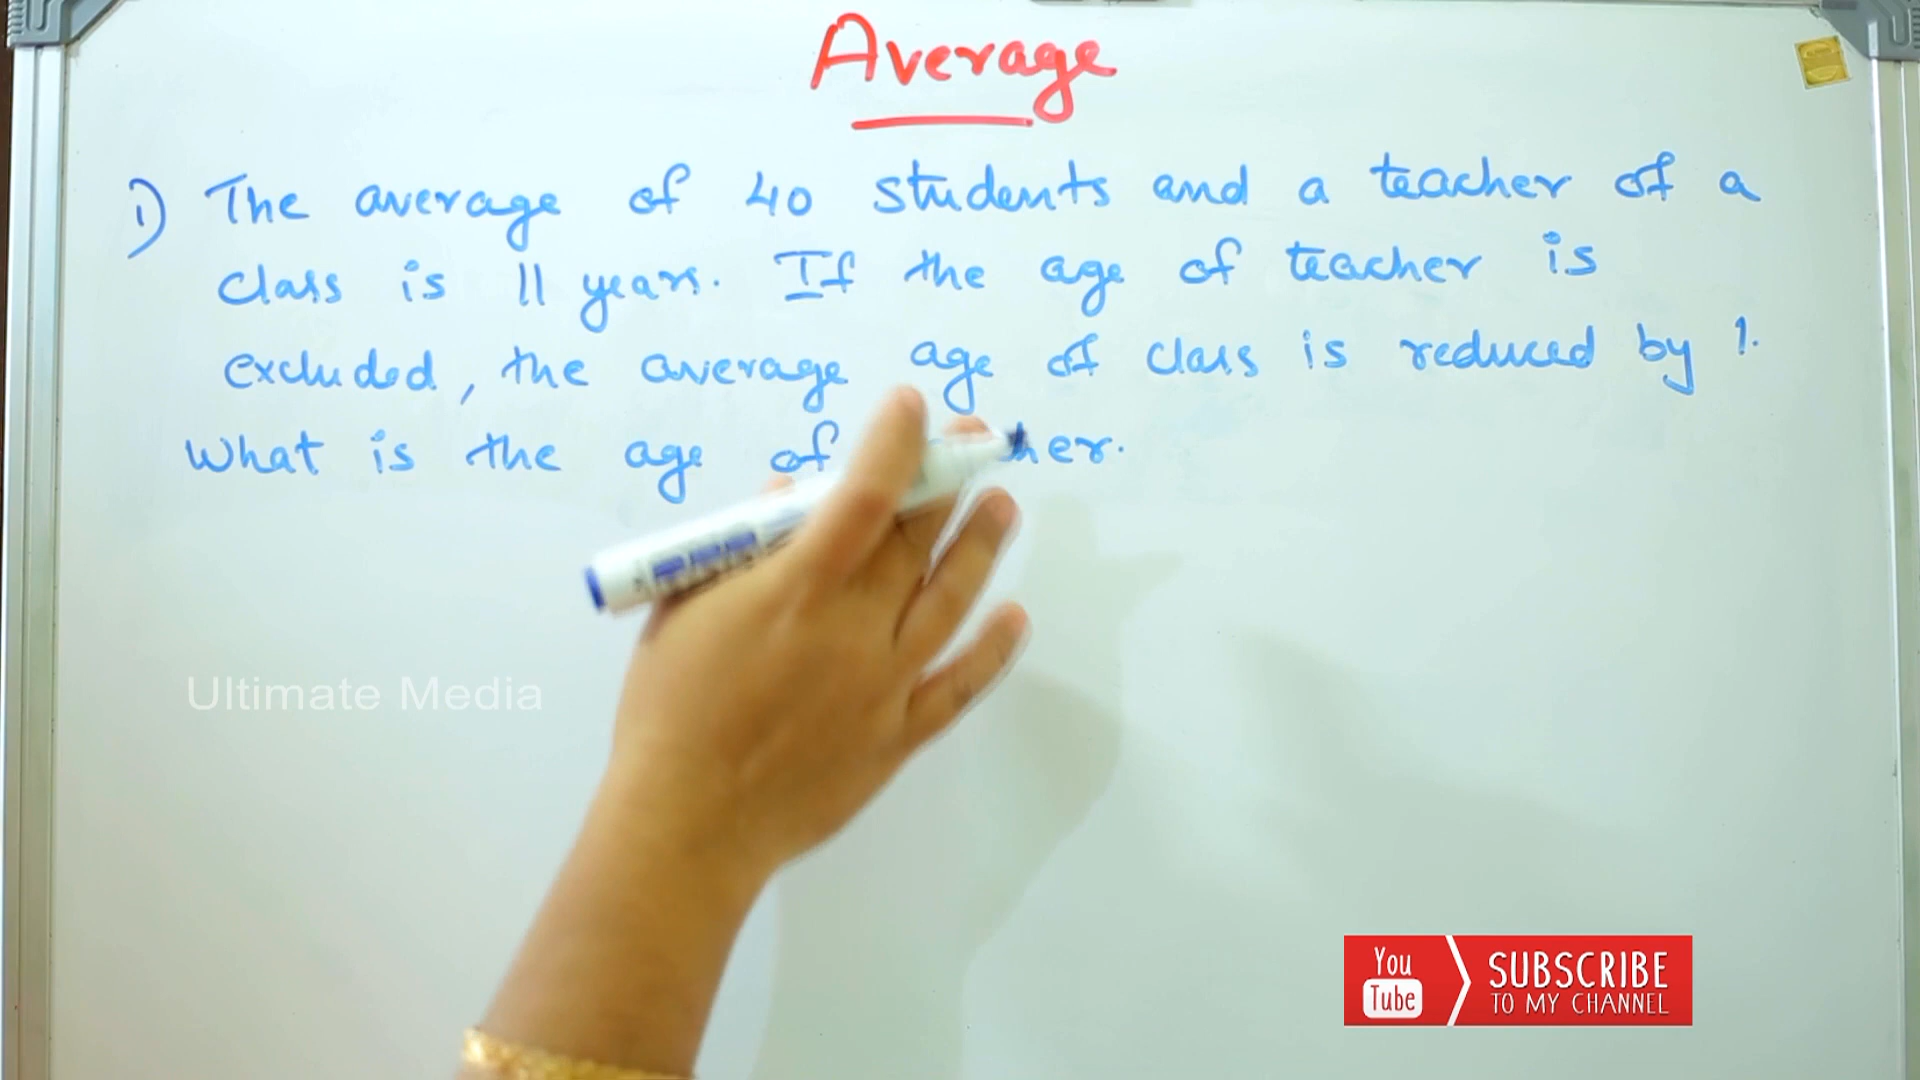 Average
1) The average of 40 students and a teacher of a
class is 11 years. If the age of teacher is
excluded, the average age of class is reduced by 1.
What is the age of her.
Ultimate Media
You
Tube
SUBSCRIBE
TO MY CHANNEL